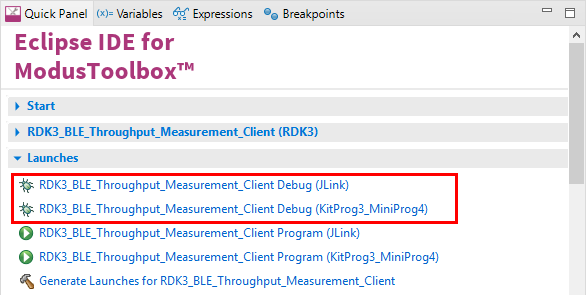 Quick Panel (x)= Variables Expressions Breakpoints
Eclipse IDE for
ModusToolbox™
Start
RDK3_BLE_Throughput_Measurement_Client (RDK3)
Launches
RDK3_BLE_Throughput_Measurement_Client Debug (JLink)
RDK3_BLE_Throughput_Measurement_Client Debug (KitProg3_MiniProg4)
RDK3_BLE_Throughput_Measurement_Client Program (JLink)
RDK3_BLE_Throughput_Measurement_Client Program (KitProg3_MiniProg4)
Generate Launches for RDK3_BLE_Throughput_Measurement_Client